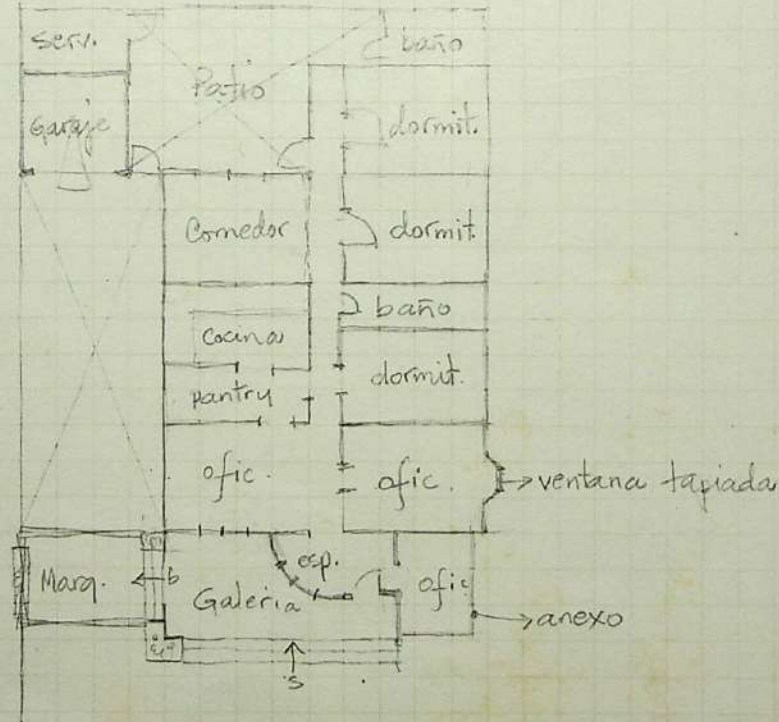 serv.
baño
Patio
Garaje
dormit.
Comedor
dormit.
baño
Cocina
pantry
dormit.
ofic.
ofic.
ventana tapiada
esp.
Marq.
b
Galeria
ofic
anexo
s